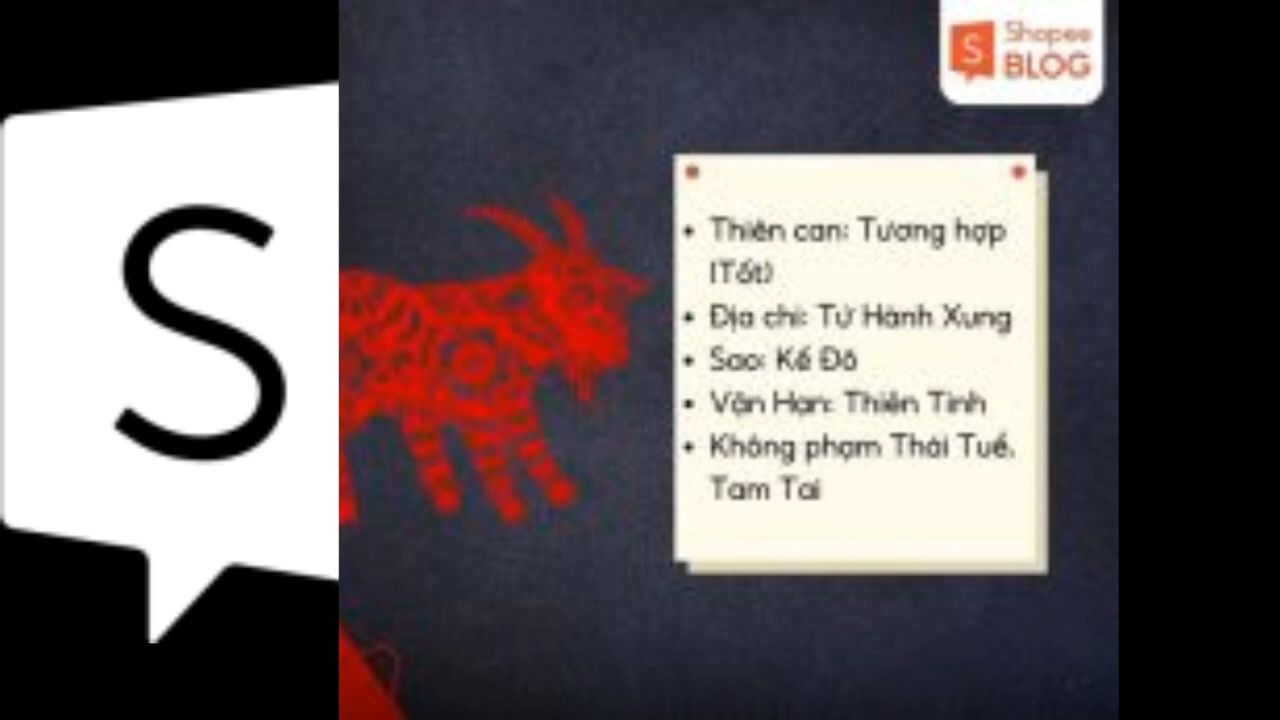 S
S
Shopee
BLOG
• Thiên can: Tương hợp
(Tốt)
• Địa chi: Tứ Hành Xung
• Sao: Kế Đô
• Vận Hạn: Thiên Tinh
• Không phạm Thái Tuế,
Tam Tai